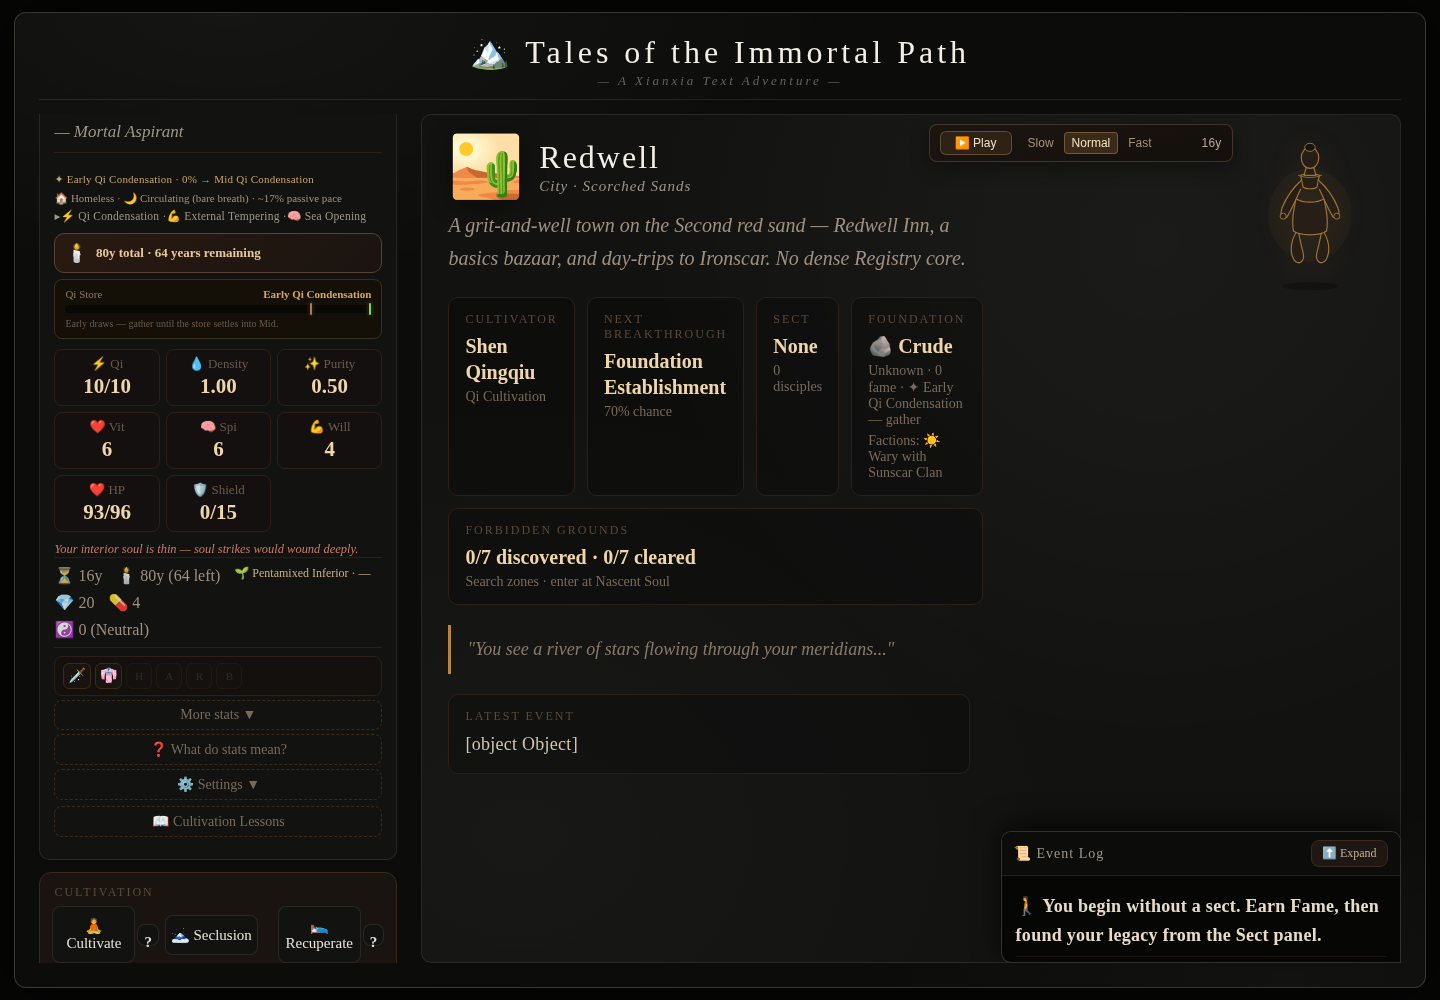 Tales of the Immortal Path
— A Xianxia Text Adventure —
— Mortal Aspirant
✦ Early Qi Condensation · 0% → Mid Qi Condensation
🏠 Homeless · 🌙 Circulating (bare breath) · ~17% passive pace
▸⚡ Qi Condensation ·💪 External Tempering ·🧠 Sea Opening
🕯️ 80y total · 64 years remaining
Qi Store Early Qi Condensation
Early draws — gather until the store settles into Mid.
⚡ Qi 💧 Density ✨ Purity
10/10 1.00 0.50
❤️ Vit 🧠 Spi 💪 Will
6 6 4
❤️ HP 🛡️ Shield
93/96 0/15
Your interior soul is thin — soul strikes would wound deeply.
⏳ 16y 🕯️ 80y (64 left) 🌱 Pentamixed Inferior · —
💎 20 💊 4
☯️ 0 (Neutral)
H A R B
More stats ▼
❓ What do stats mean?
⚙️ Settings ▼
📖 Cultivation Lessons
CULTIVATION
🧘 Cultivate ? 🗻 Seclusion 🛌 Recuperate ?
Redwell
City · Scorched Sands
▶️ Play Slow Normal Fast 16y
A grit-and-well town on the Second red sand — Redwell Inn, a
basics bazaar, and day-trips to Ironscar. No dense Registry core.
CULTIVATOR
Shen
Qingqiu
Qi Cultivation
NEXT
BREAKTHROUGH
Foundation
Establishment
70% chance
SECT
None
0
disciples
FOUNDATION
🪨 Crude
Unknown · 0
fame · ✦ Early
Qi Condensation
— gather
Factions: ☀️
Wary with
Sunscar Clan
FORBIDDEN GROUNDS
0/7 discovered · 0/7 cleared
Search zones · enter at Nascent Soul
"You see a river of stars flowing through your meridians..."
LATEST EVENT
[object Object]
📜 Event Log ⬆️ Expand
🚶 You begin without a sect. Earn Fame, then
found your legacy from the Sect panel.